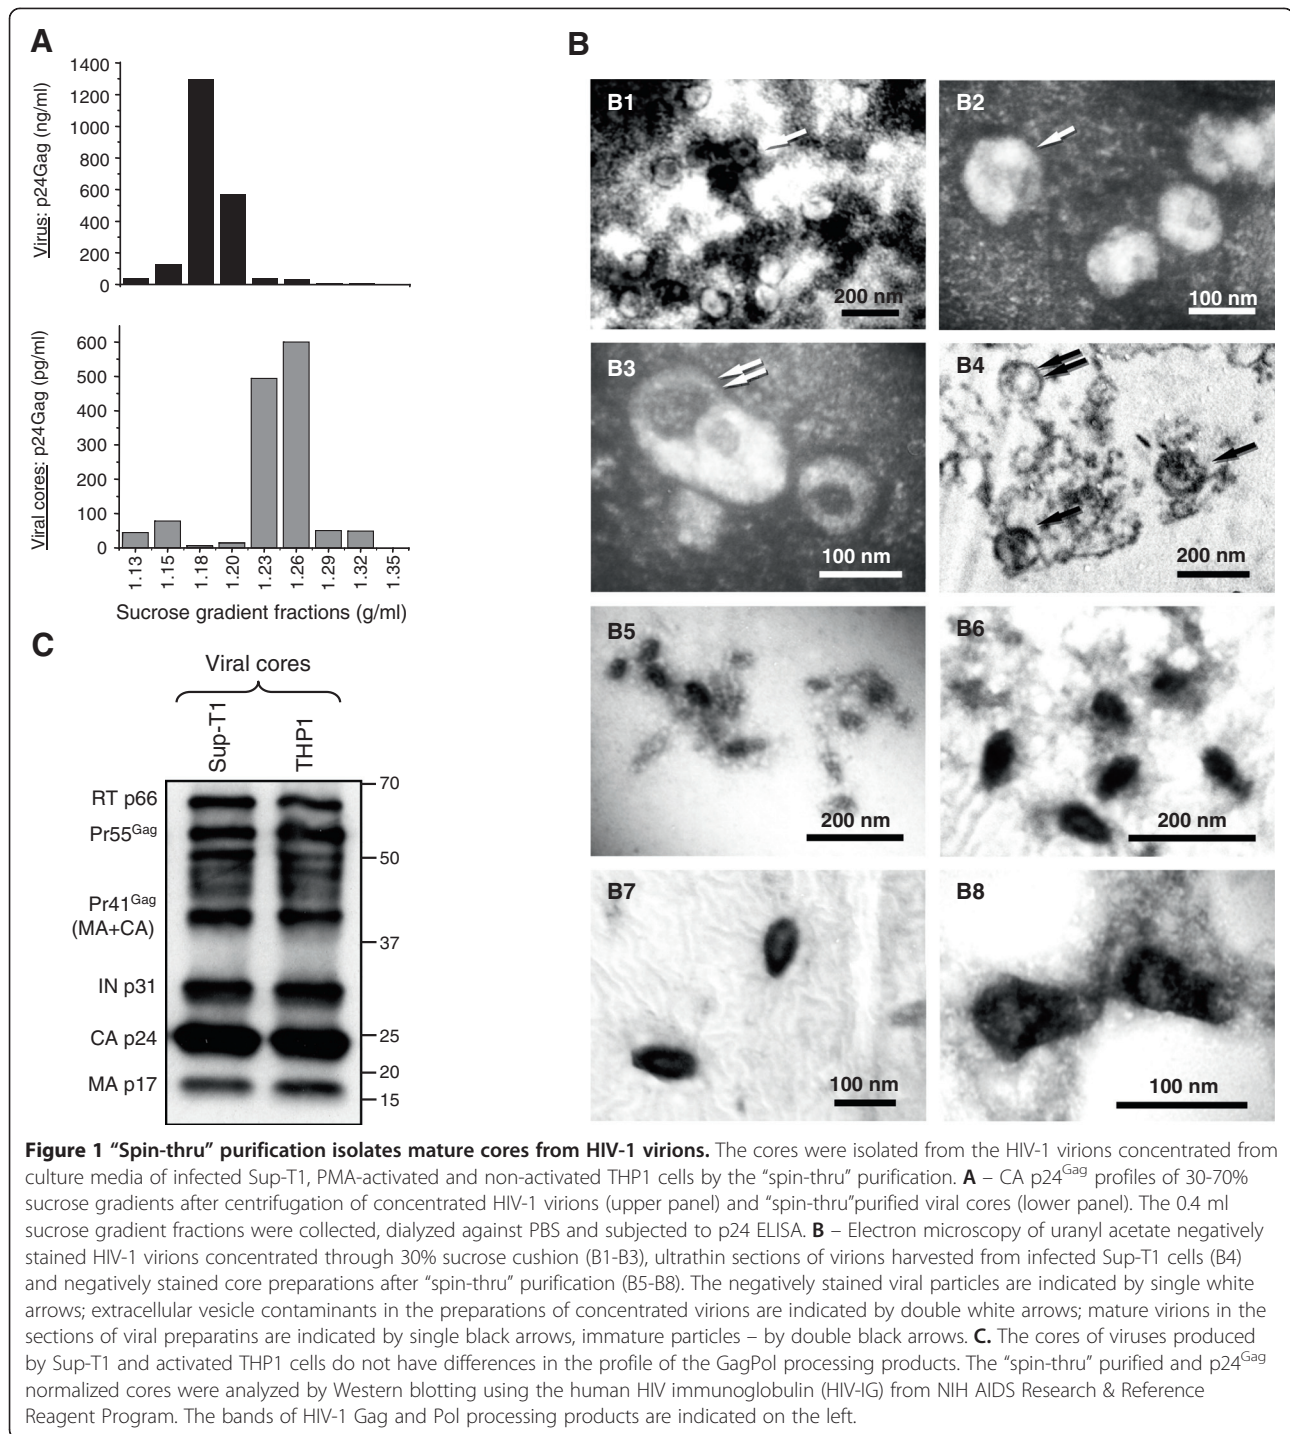 A
Virus: p24Gag (ng/ml)
1400
1200
1000
800
600
400
200
0
Viral cores: p24Gag (pg/ml)
600
500
400
300
200
100
0
1.13
1.15
1.18
1.20
1.23
1.26
1.29
1.32
1.35
Sucrose gradient fractions (g/ml)
B
B1
200 nm
B2
100 nm
B3
100 nm
B4
200 nm
B5
200 nm
B6
200 nm
B7
100 nm
B8
100 nm
C
Viral cores
Sup-T1
THP1
RT p66
Pr55Gag
Pr41Gag
(MA+CA)
IN p31
CA p24
MA p17
70
50
37
25
20
15
Figure 1 “Spin-thru” purification isolates mature cores from HIV-1 virions. The cores were isolated from the HIV-1 virions concentrated from
culture media of infected Sup-T1, PMA-activated and non-activated THP1 cells by the “spin-thru” purification. A – CA p24Gag profiles of 30-70%
sucrose gradients after centrifugation of concentrated HIV-1 virions (upper panel) and “spin-thru”purified viral cores (lower panel). The 0.4 ml
sucrose gradient fractions were collected, dialyzed against PBS and subjected to p24 ELISA. B – Electron microscopy of uranyl acetate negatively
stained HIV-1 virions concentrated through 30% sucrose cushion (B1-B3), ultrathin sections of virions harvested from infected Sup-T1 cells (B4)
and negatively stained core preparations after “spin-thru” purification (B5-B8). The negatively stained viral particles are indicated by single white
arrows; extracellular vesicle contaminants in the preparations of concentrated virions are indicated by double white arrows; mature virions in the
sections of viral preparatins are indicated by single black arrows, immature particles – by double black arrows. C. The cores of viruses produced
by Sup-T1 and activated THP1 cells do not have differences in the profile of the GagPol processing products. The “spin-thru” purified and p24Gag
normalized cores were analyzed by Western blotting using the human HIV immunoglobulin (HIV-IG) from NIH AIDS Research & Reference
Reagent Program. The bands of HIV-1 Gag and Pol processing products are indicated on the left.